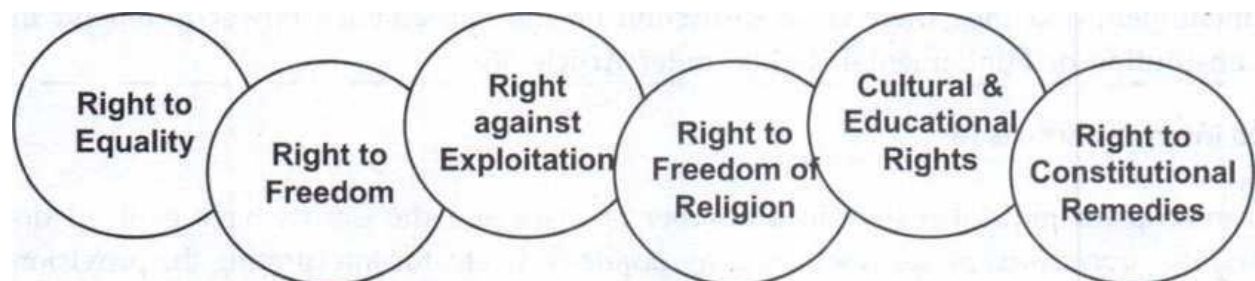 Right to
Equality
Right to
Freedom
Right
against
Exploitation
Right to
Freedom of
Religion
Cultural &
Educational
Rights
Right to
Constitutional
Remedies